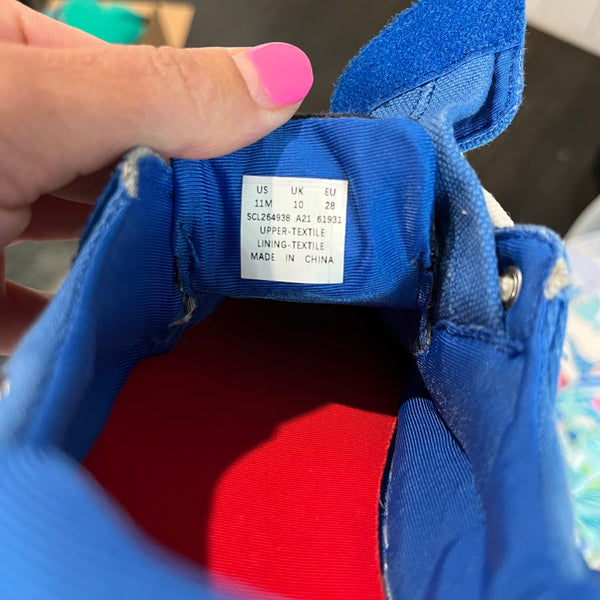 US UK EU
11M 10 28
SCL264938 A21 61931
UPPER-TEXTILE
LINING-TEXTILE
MADE IN CHINA